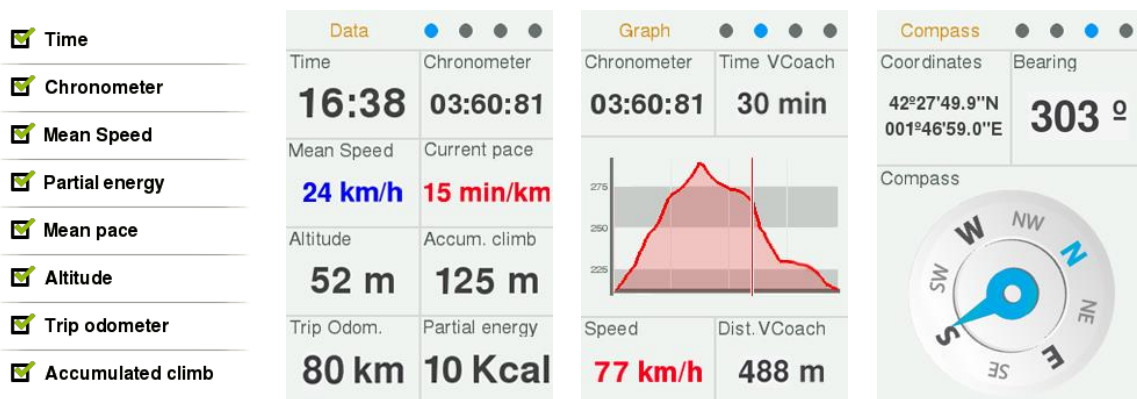 Time
Chronometer
Mean Speed
Partial energy
Mean pace
Altitude
Trip odometer
Accumulated climb
Data
Time
Chronometer
16:38
03:60:81
Mean Speed
Current pace
24 km/h
15 min/km
Altitude
Accum. climb
52 m
125 m
Trip Odom.
Partial energy
80 km
10 Kcal
Graph
Chronometer
Time VCoach
03:60:81
30 min
275
250
225
Speed
Dist. VCoach
77 km/h
488 m
Compass
Coordinates
Bearing
42º27'49.9"N
001º46'59.0"E
303 º
Compass
NW
W
N
SW
NE
S
SE
E